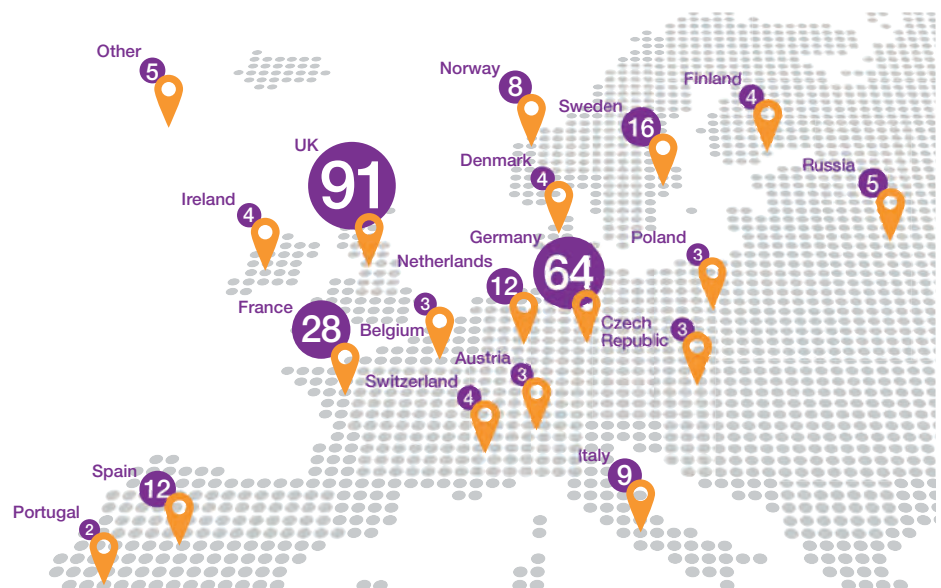 Other
5
Norway
8
Finland
4
Sweden
16
UK
91
Denmark
4
Russia
5
Ireland
4
Germany
64
Poland
3
Netherlands
12
France
28
Belgium
3
Czech
Republic
3
Austria
3
Switzerland
4
Italy
9
Spain
12
Portugal
2